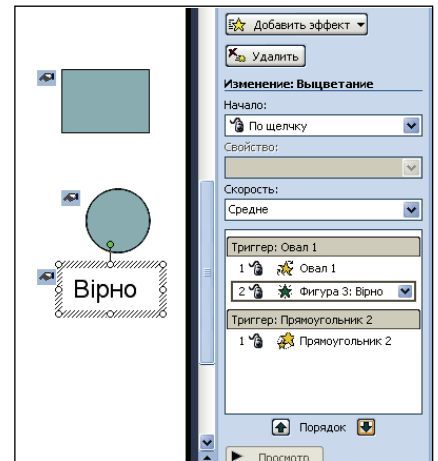 Добавить эффект
Удалить
Изменение: Выцветание
Начало:
По щелчку
Свойство:
Скорость:
Средне
Триггер: Овал 1
1 Овал 1
2 Фигура 3: Вірно
Триггер: Прямоугольник 2
1 Прямоугольник 2
Порядок
Просмотр
Вірно